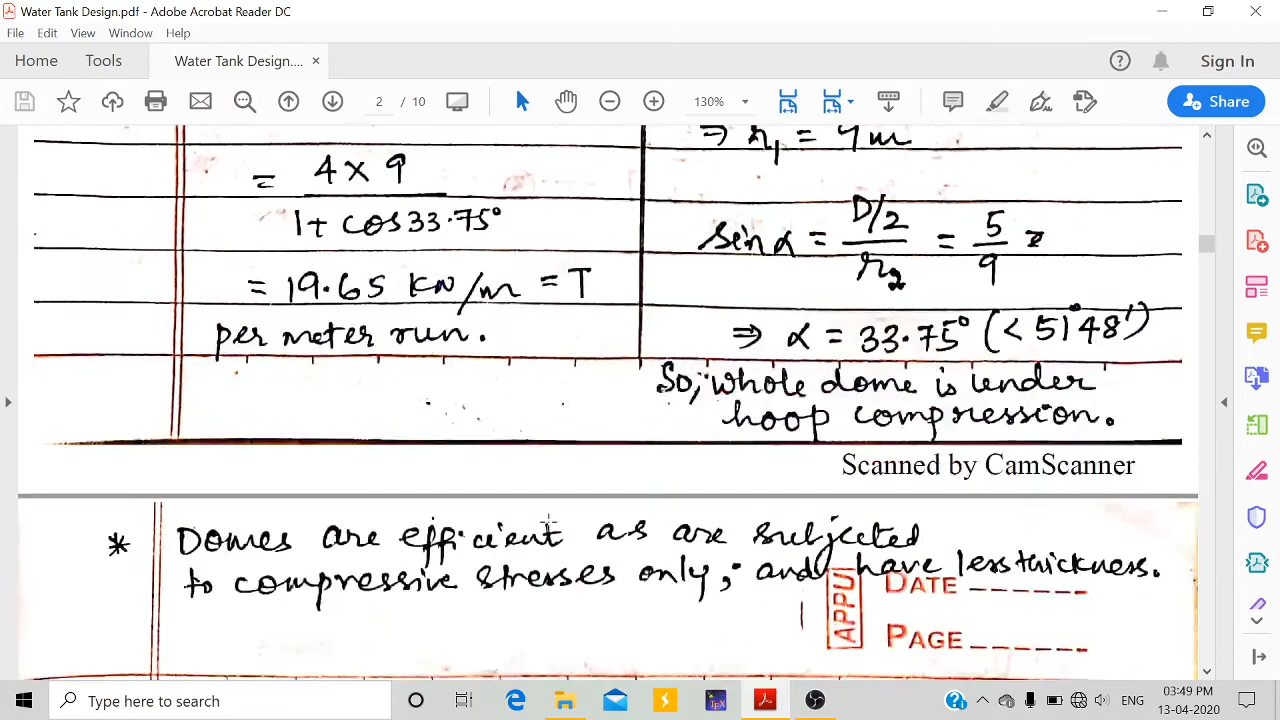 Water Tank Design.pdf - Adobe Acrobat Reader DC
File Edit View Window Help
Home Tools Water Tank Design.... × Sign In
2 / 10 130% Share
= 4 × 9
1 + cos 33.75°
= 19.65 KN/m = T
per meter run.
⇒ r1 = 9m
sin α = D/2 = 5 =
r2 9
⇒ α = 33.75° (< 51°48')
So, whole dome is under
hoop compression.
Scanned by CamScanner
* Domes are efficient as are subjected
to compressive stresses only, and have less thickness.
APPU
DATE ------
PAGE ------
Type here to search
ENG
03:49 PM
13-04-2020